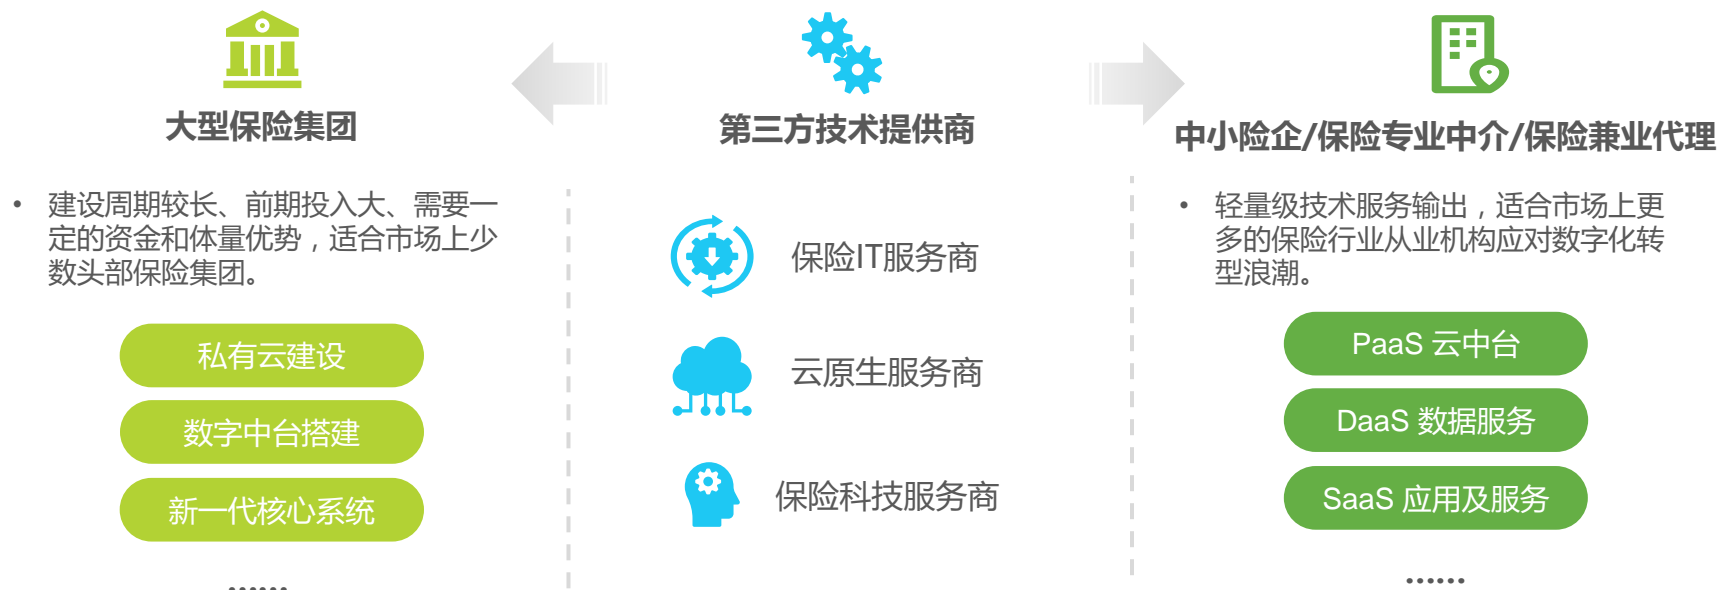 大型保险集团
• 建设周期较长、前期投入大、需要一
定的资金和体量优势，适合市场上少
数头部保险集团。
私有云建设
数字中台搭建
新一代核心系统
......
第三方技术提供商
保险IT服务商
云原生服务商
保险科技服务商
中小险企/保险专业中介/保险兼业代理
• 轻量级技术服务输出，适合市场上更
多的保险行业从业机构应对数字化转
型浪潮。
PaaS 云中台
DaaS 数据服务
SaaS 应用及服务
......